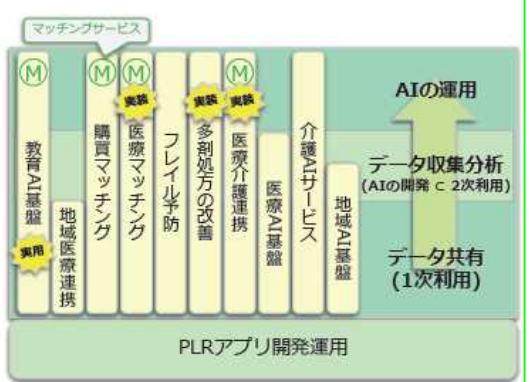 マッチングサービス
M
教育AI基盤
実用
地域医療連携
M
購買マッチング
M
実装
医療マッチング
フレイル予防
実装
多剤処方の改善
M
実装
医療介護連携
医療AI基盤
介護AIサービス
地域AI基盤
AIの運用
データ収集分析
(AIの開発 ⊂ 2次利用)
データ共有
(1次利用)
PLRアプリ開発運用